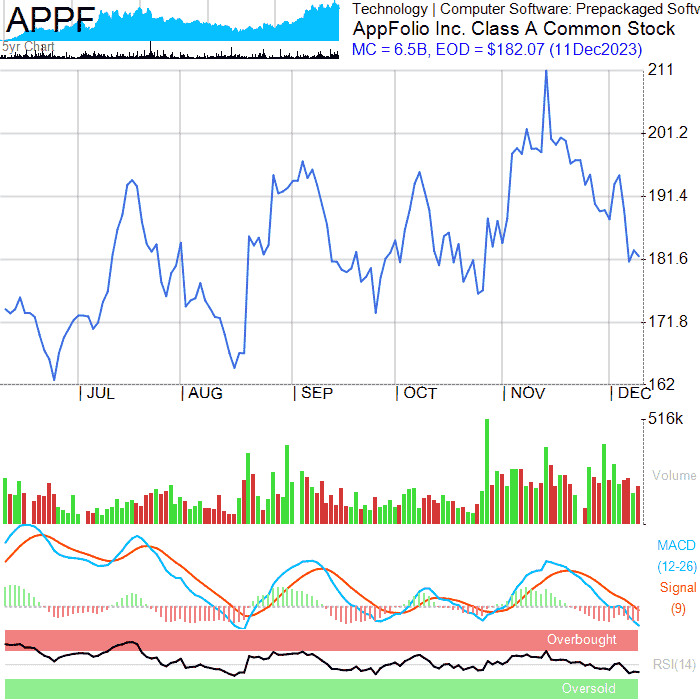 APPF
5yr Chart
Technology | Computer Software: Prepackaged Softw
AppFolio Inc. Class A Common Stock
MC = 6.5B, EOD = $182.07 (11Dec2023)
211
201.2
191.4
181.6
171.8
162
| JUL | AUG | SEP | OCT | NOV | DEC
516k
Volume
MACD
(12-26)
Signal
(9)
Overbought
RSI(14)
Oversold